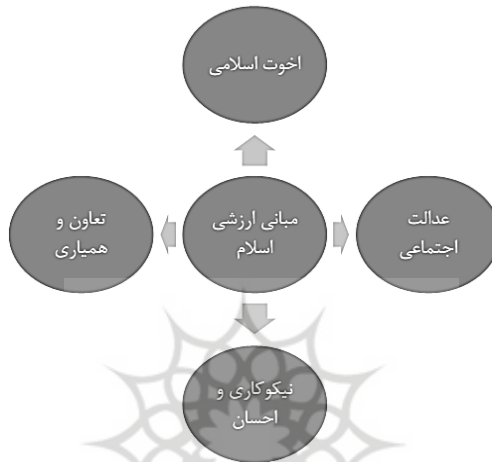 اخوت اسلامی
عدالت
اجتماعی
مبانی ارزشی
اسلام
تعاون و
همیاری
نیکوکاری و
احسان